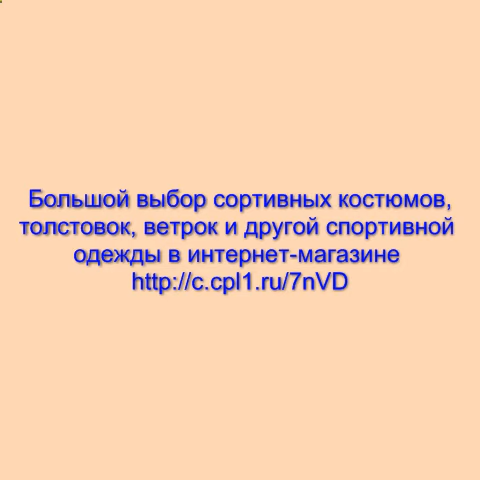 Большой выбор сортивных костюмов,
толстовок, ветрок и другой спортивной
одежды в интернет-магазине
http://c.cpl1.ru/7nVD